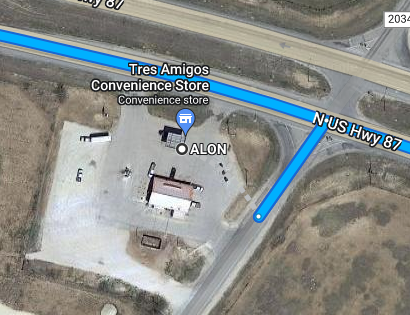 Hwy 87
2034
Tres Amigos
Convenience Store
Convenience store
ALON
N US Hwy 87